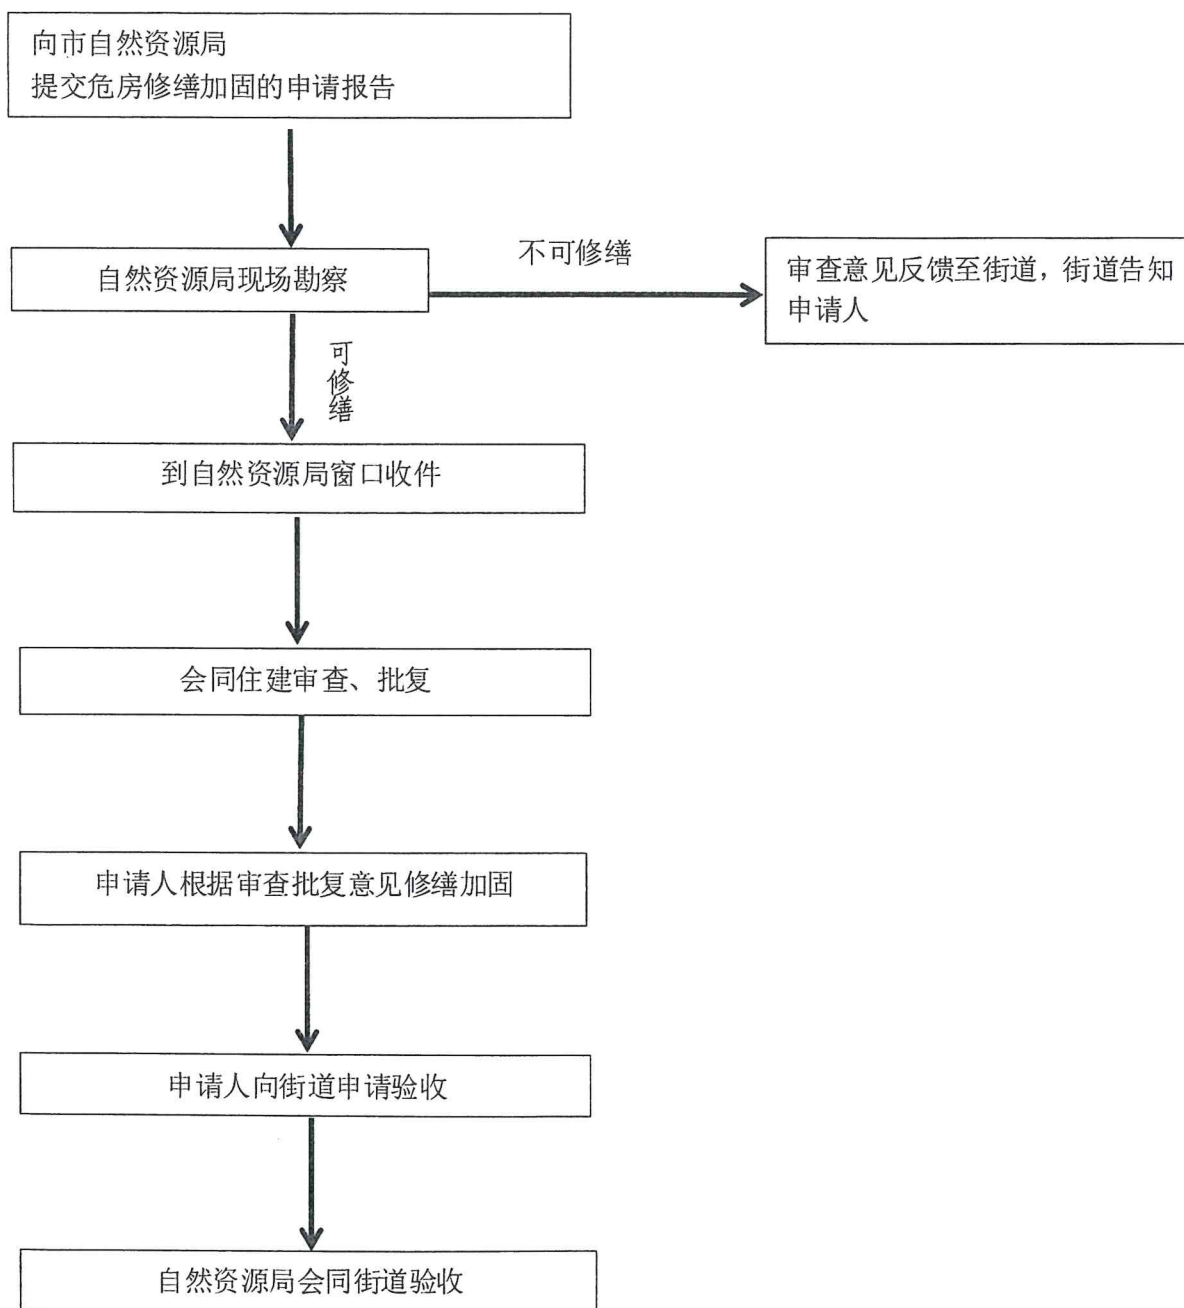 向市自然资源局
提交危房修缮加固的申请报告
自然资源局现场勘察
不可修缮
审查意见反馈至街道，街道告知
申请人
可修缮
到自然资源局窗口收件
会同住建审查、批复
申请人根据审查批复意见修缮加固
申请人向街道申请验收
自然资源局会同街道验收